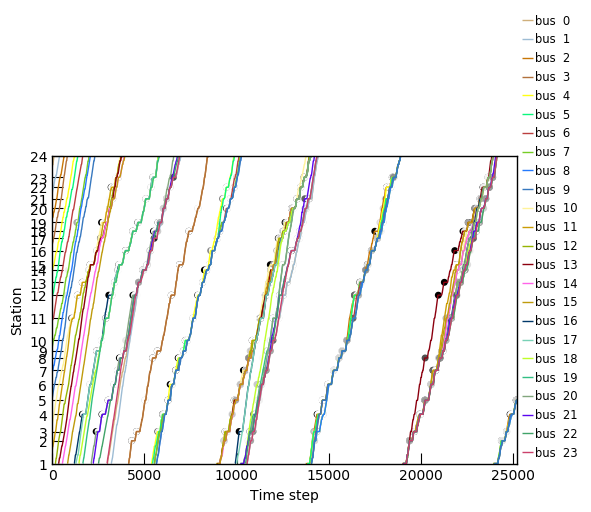 bus 0
bus 1
bus 2
bus 3
bus 4
bus 5
bus 6
bus 7
bus 8
bus 9
bus 10
bus 11
bus 12
bus 13
bus 14
bus 15
bus 16
bus 17
bus 18
bus 19
bus 20
bus 21
bus 22
bus 23
24
23
22
21
20
19
18
17
16
15
14
13
12
11
10
9
8
7
6
5
4
3
2
1
Station
0 5000 10000 15000 20000 25000
Time step